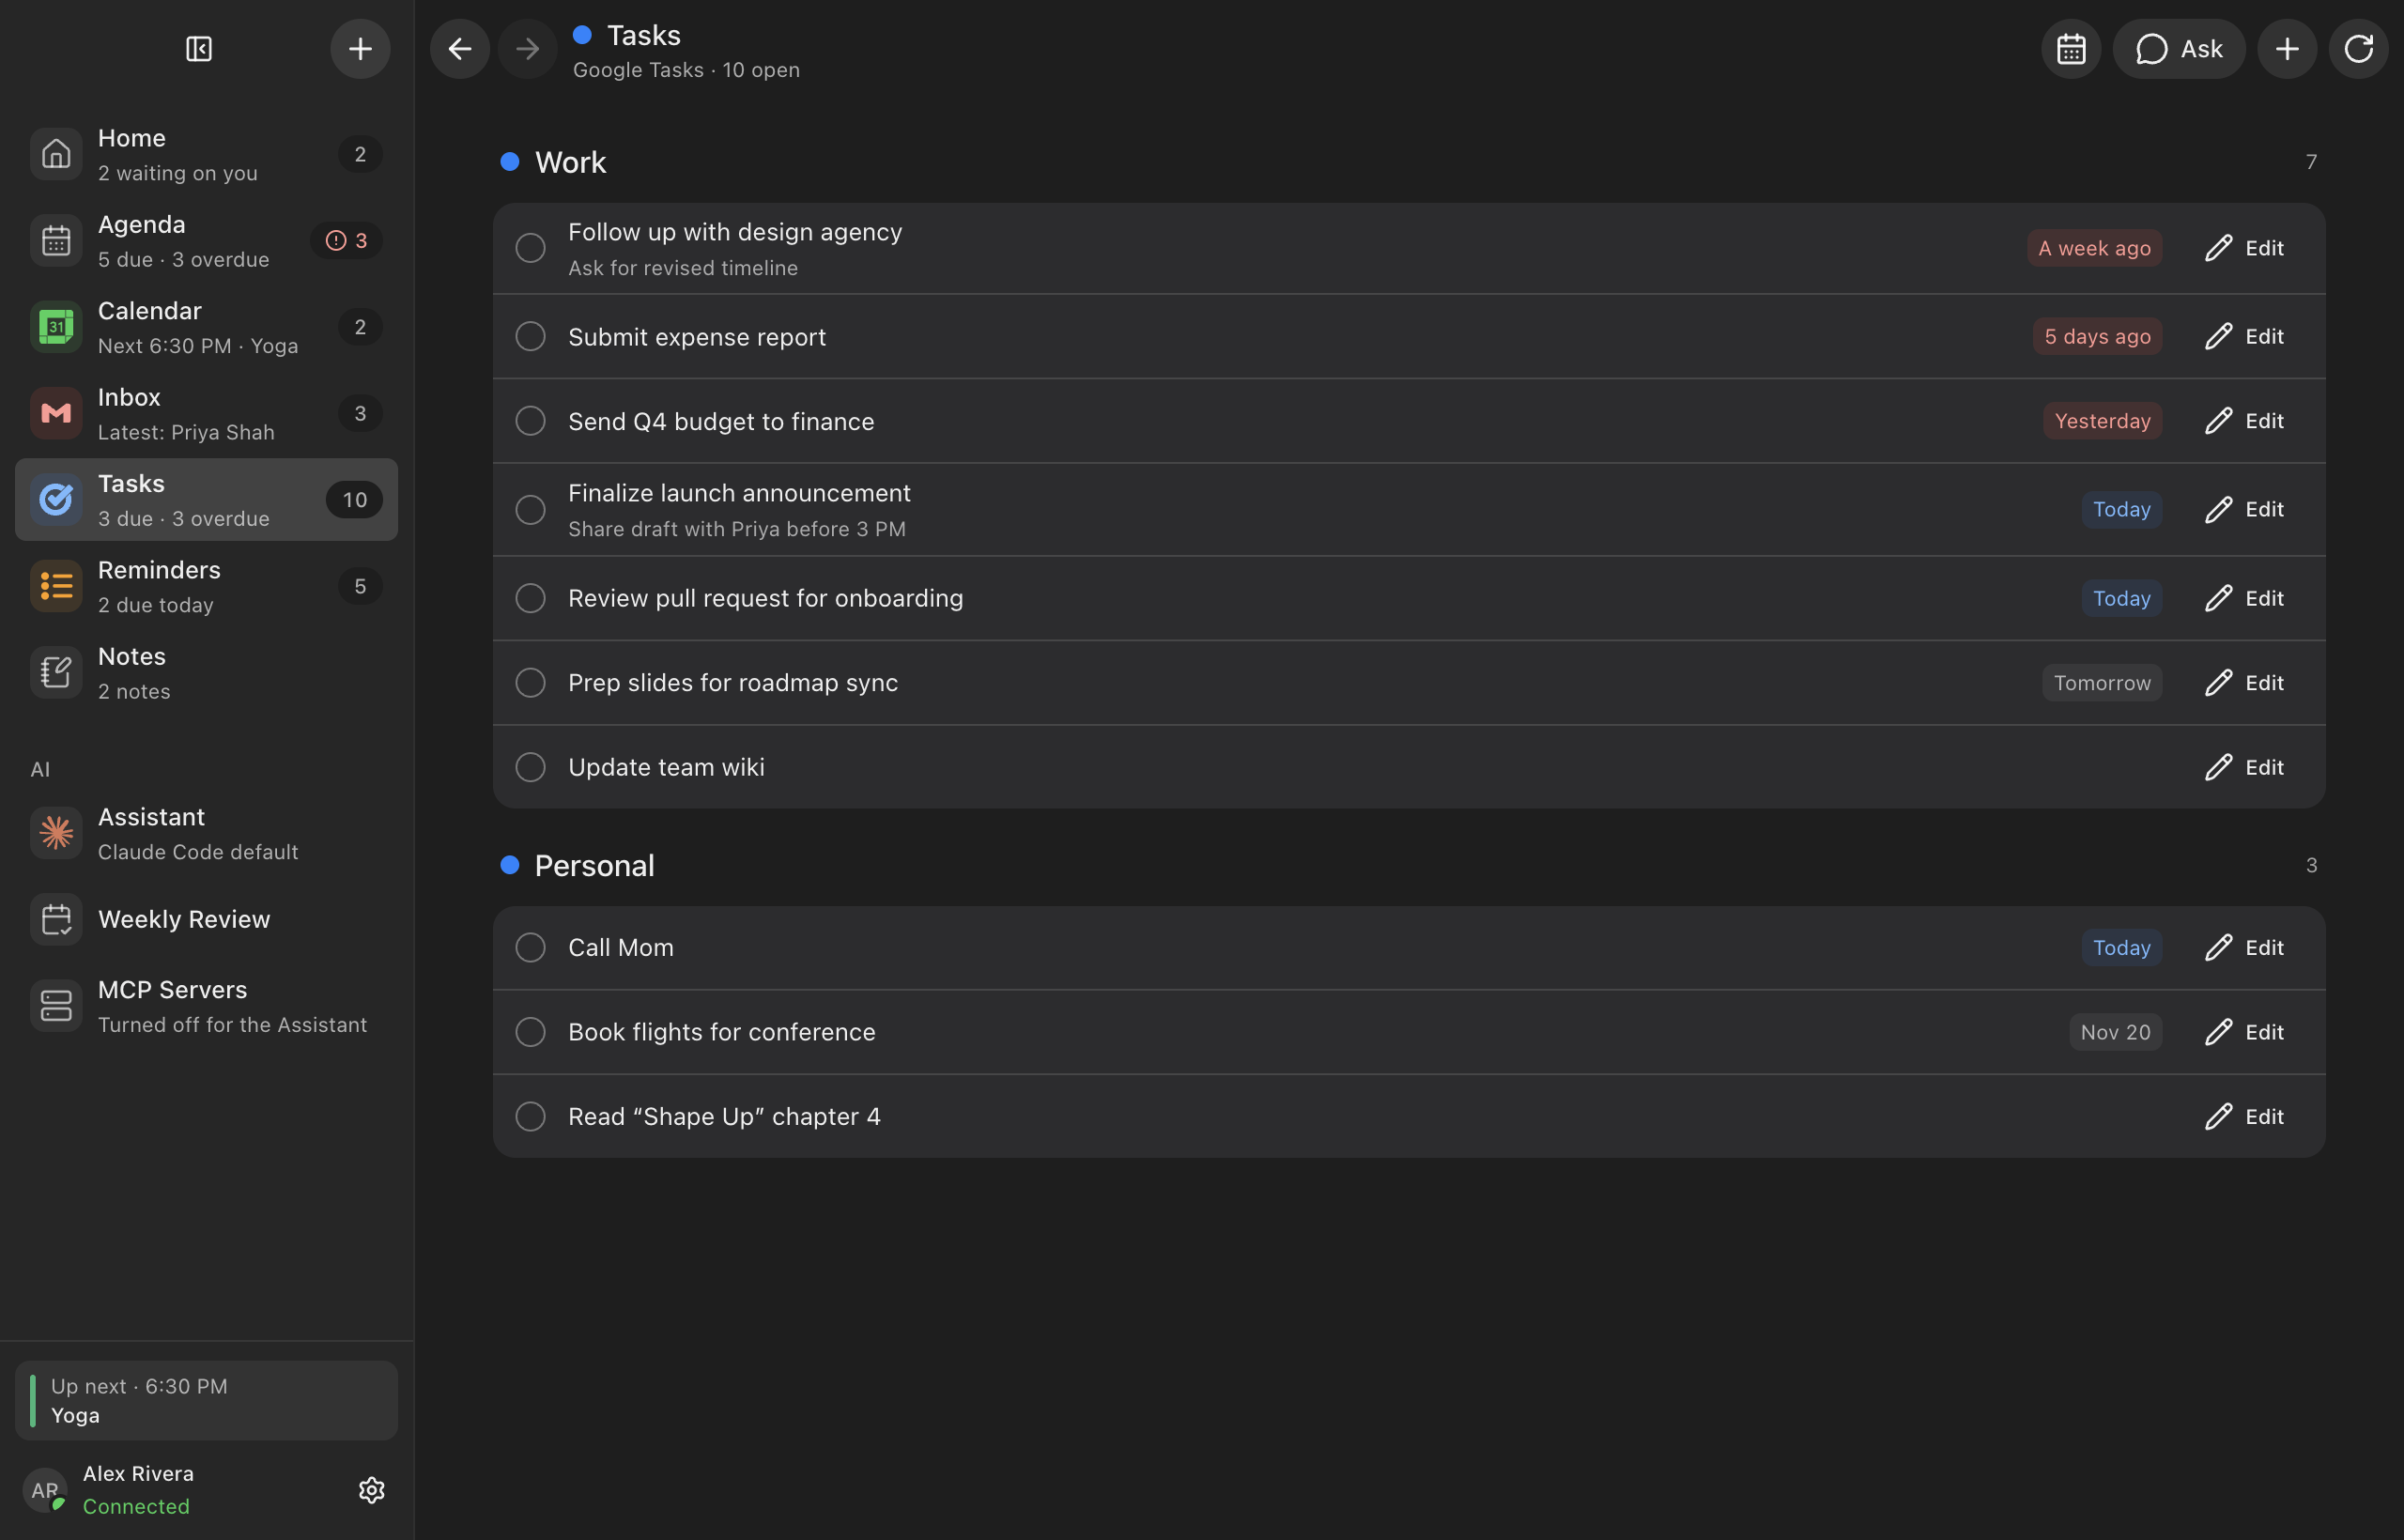 Home
2 waiting on you
2
Agenda
5 due · 3 overdue
3
Calendar
Next 6:30 PM · Yoga
31
2
Inbox
Latest: Priya Shah
3
Tasks
3 due · 3 overdue
10
Reminders
2 due today
5
Notes
2 notes
AI
Assistant
Claude Code default
Weekly Review
MCP Servers
Turned off for the Assistant
Up next · 6:30 PM
Yoga
AR
Alex Rivera
Connected
Tasks
Google Tasks · 10 open
Ask
Work
7
Follow up with design agency
Ask for revised timeline
A week ago
Edit
Submit expense report
5 days ago
Edit
Send Q4 budget to finance
Yesterday
Edit
Finalize launch announcement
Share draft with Priya before 3 PM
Today
Edit
Review pull request for onboarding
Today
Edit
Prep slides for roadmap sync
Tomorrow
Edit
Update team wiki
Edit
Personal
3
Call Mom
Today
Edit
Book flights for conference
Nov 20
Edit
Read “Shape Up” chapter 4
Edit